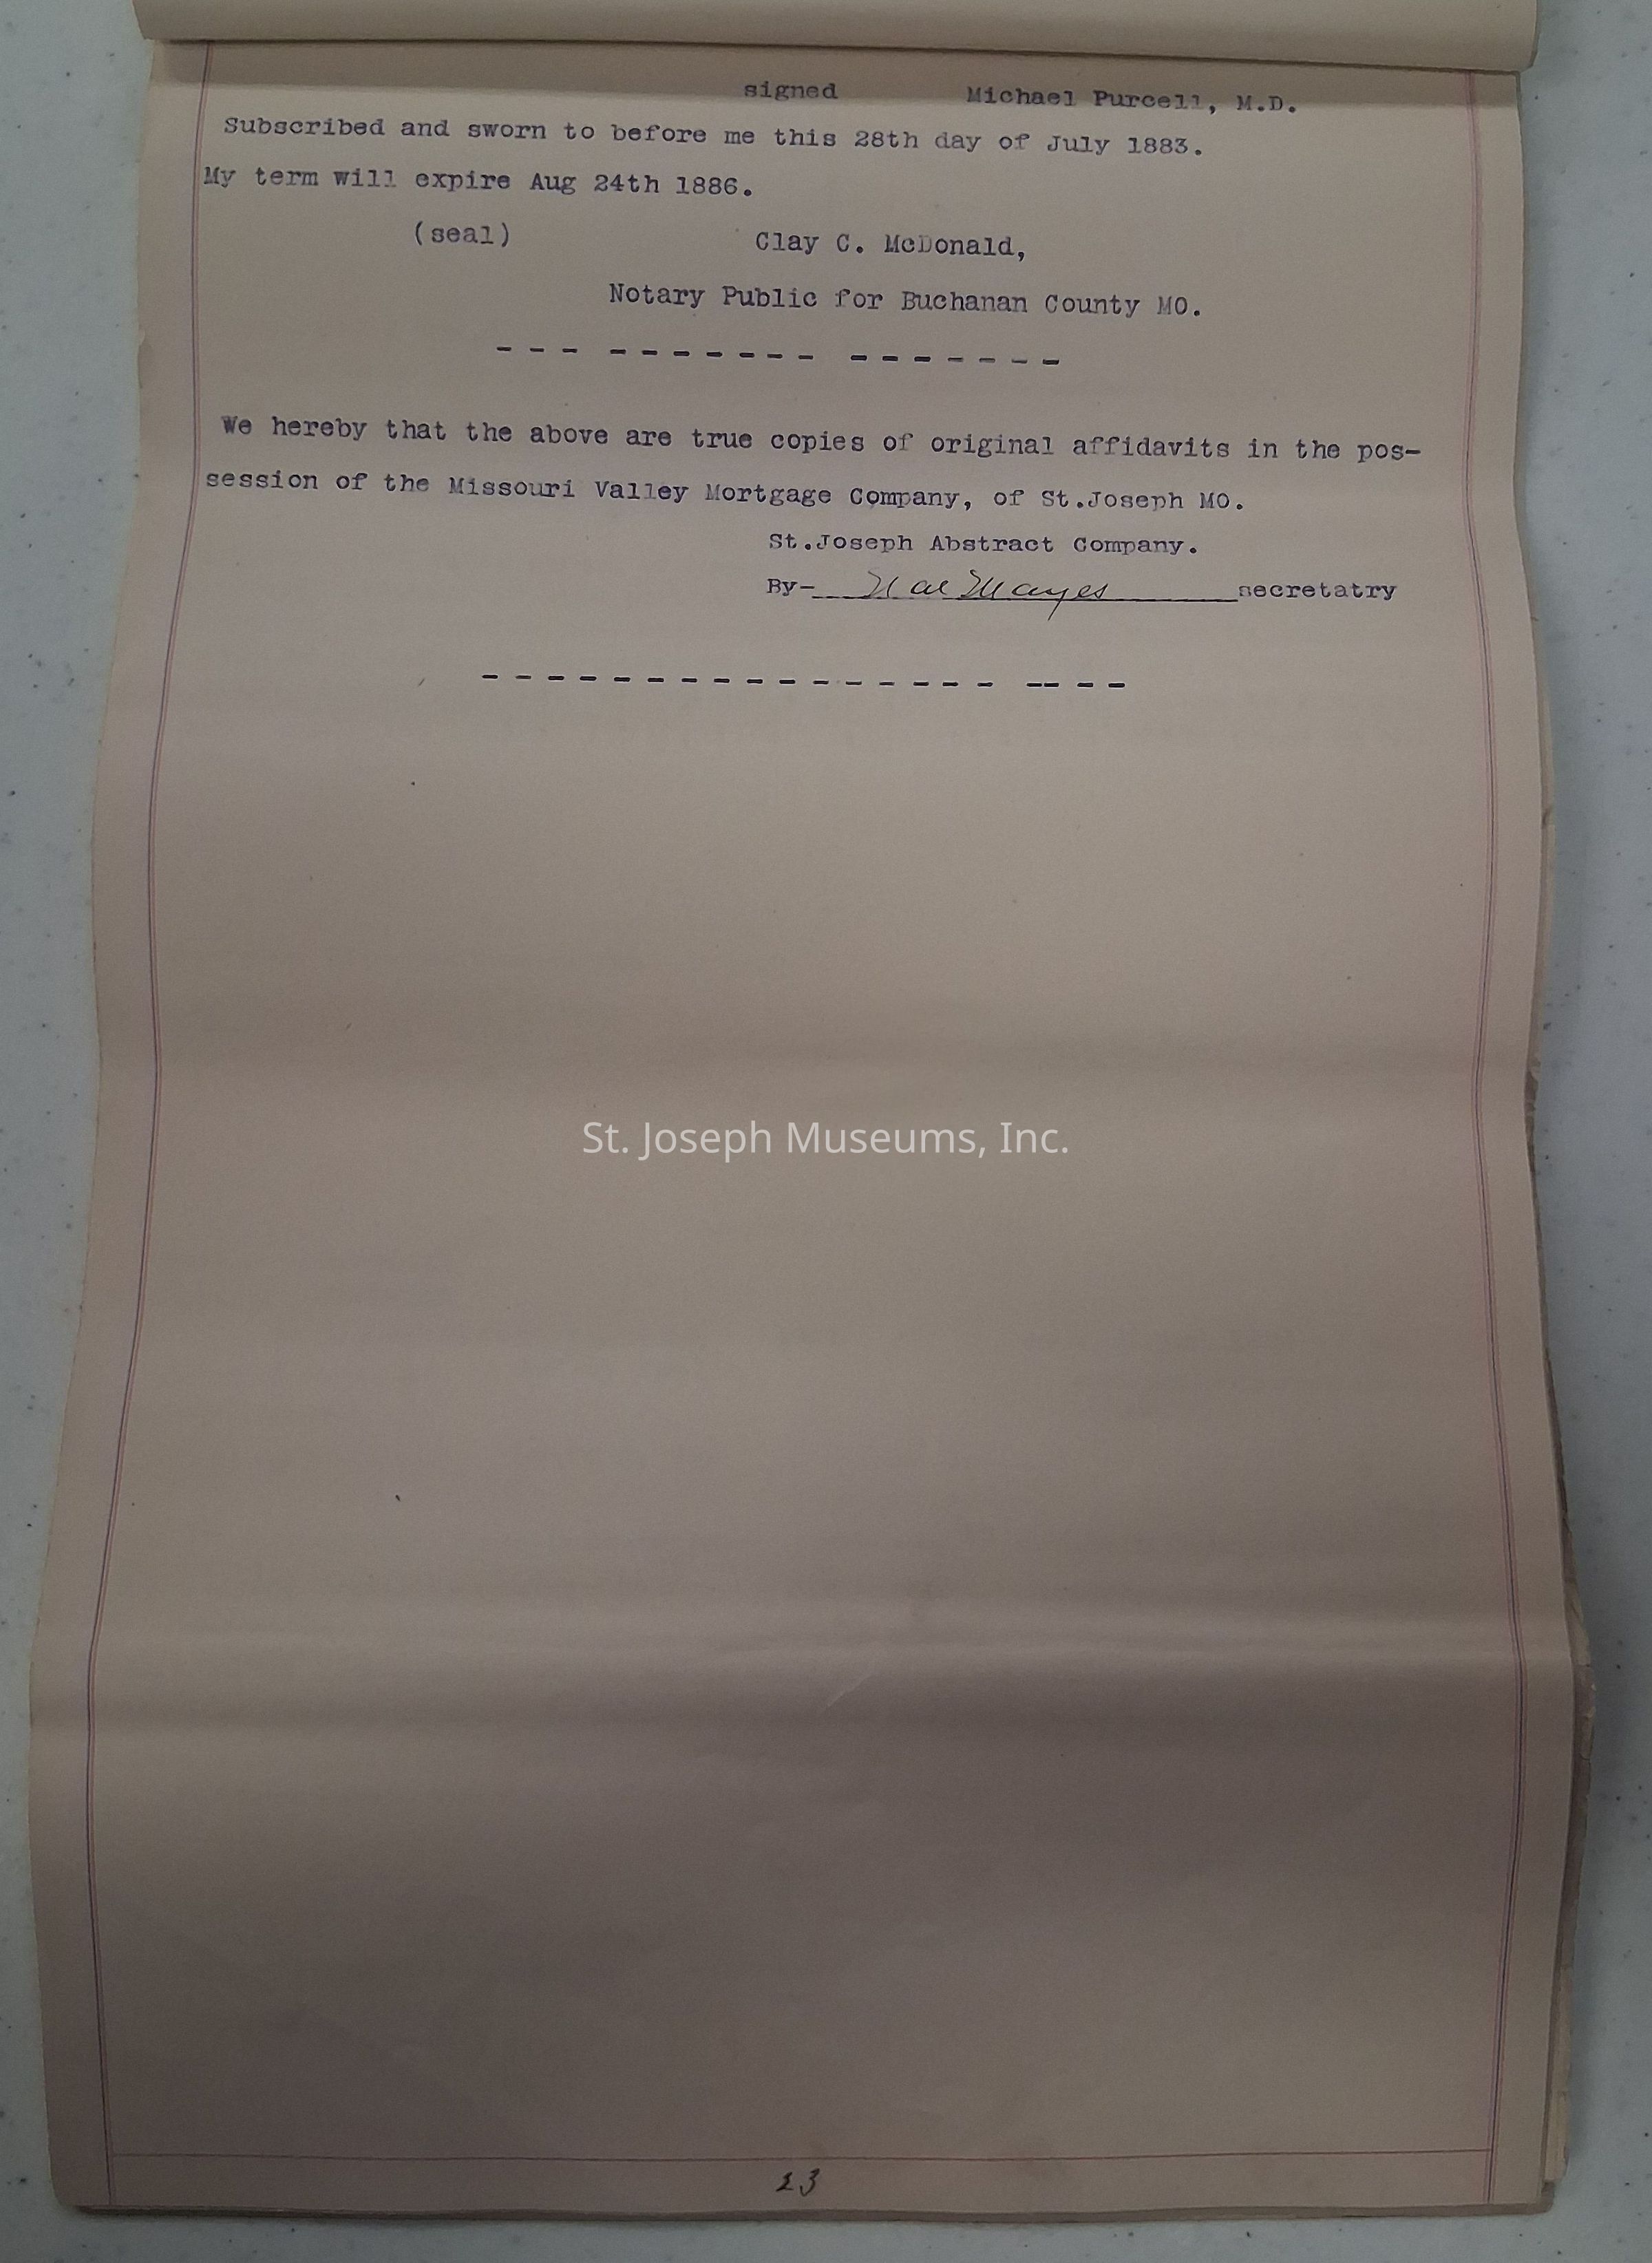 signed Michael Purcell, M.D.
Subscribed and sworn to before me this 28th day of July 1883.
My term will expire Aug 24th 1886.
(seal) Clay C. McDonald,
Notary Public for Buchanan County MO.
--- ------- -------
We hereby that the above are true copies of original affidavits in the pos-
session of the Missouri Valley Mortgage Company, of St.Joseph MO.
St.Joseph Abstract Company.
By- Mayes secretatry
---------------- -- - -
St. Joseph Museums, Inc.
23